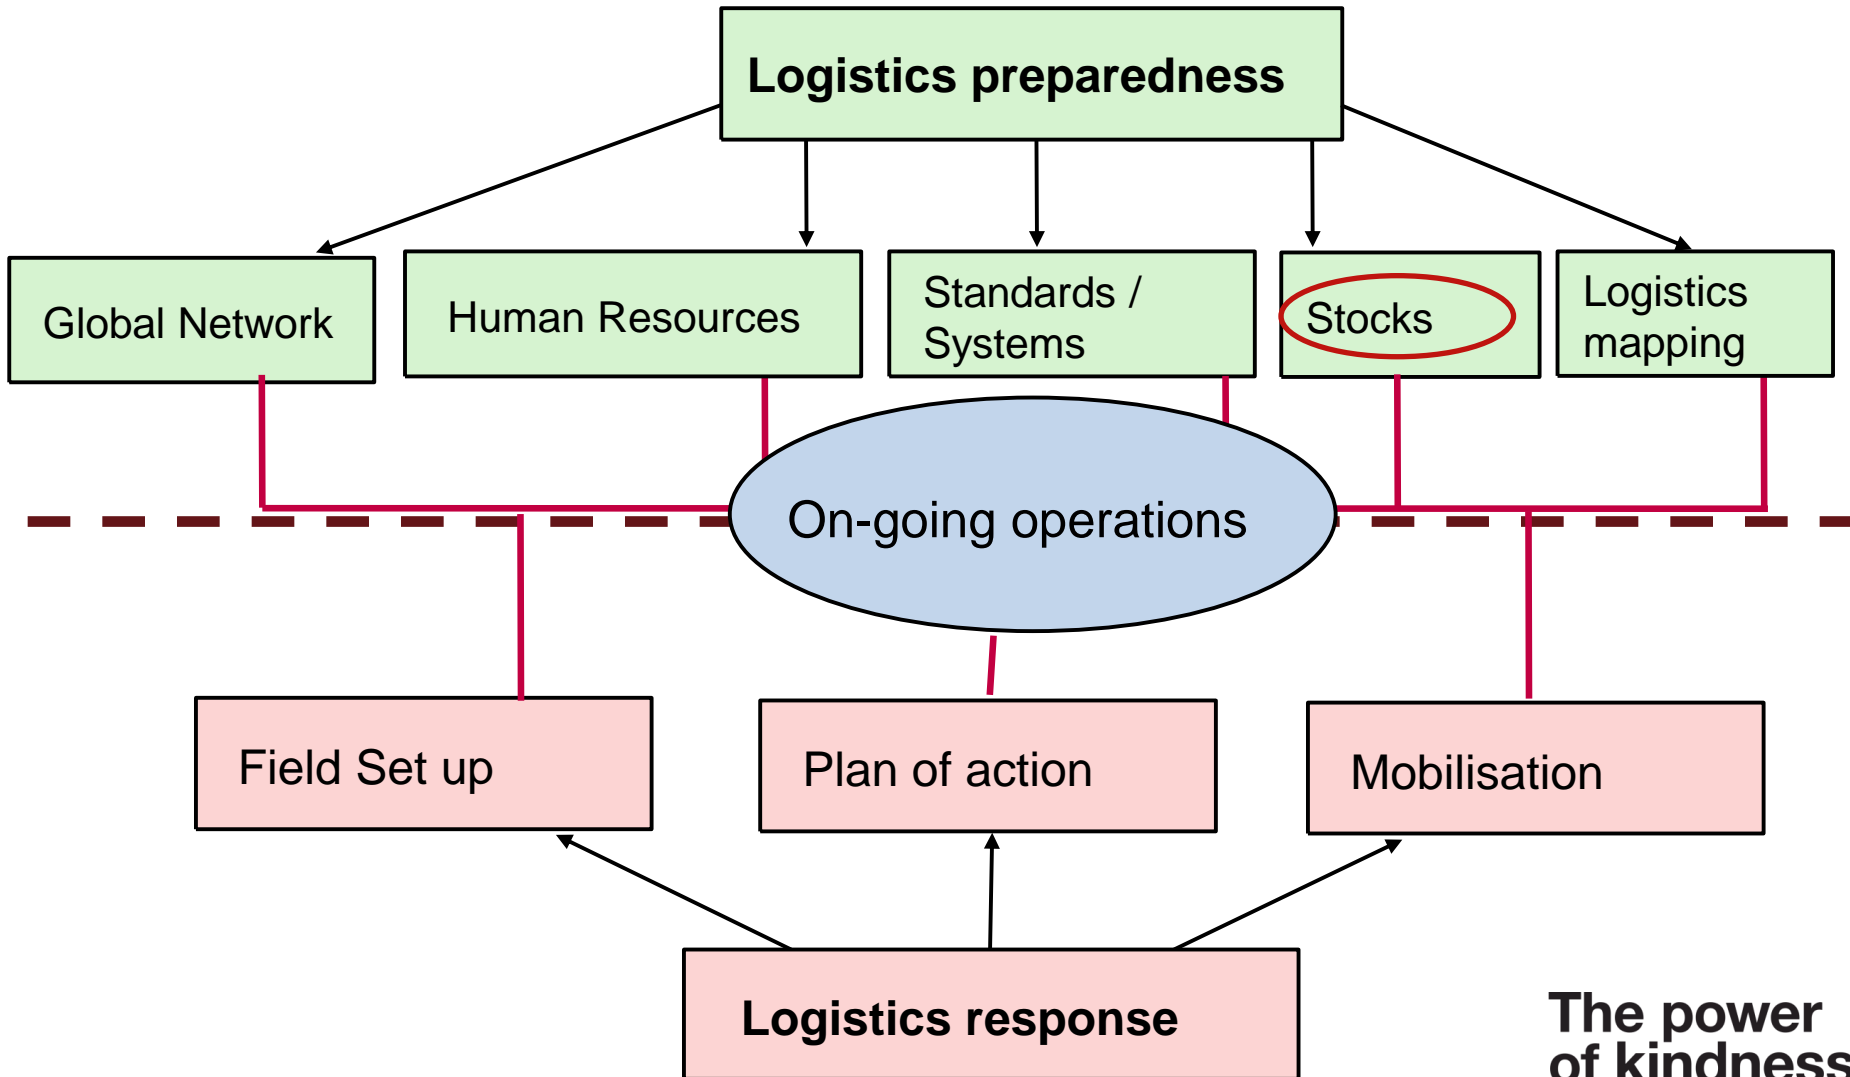 Logistics preparedness
Global Network
Human Resources
Standards /
Systems
Stocks
Logistics
mapping
On-going operations
Field Set up
Plan of action
Mobilisation
Logistics response
The power
of kindness